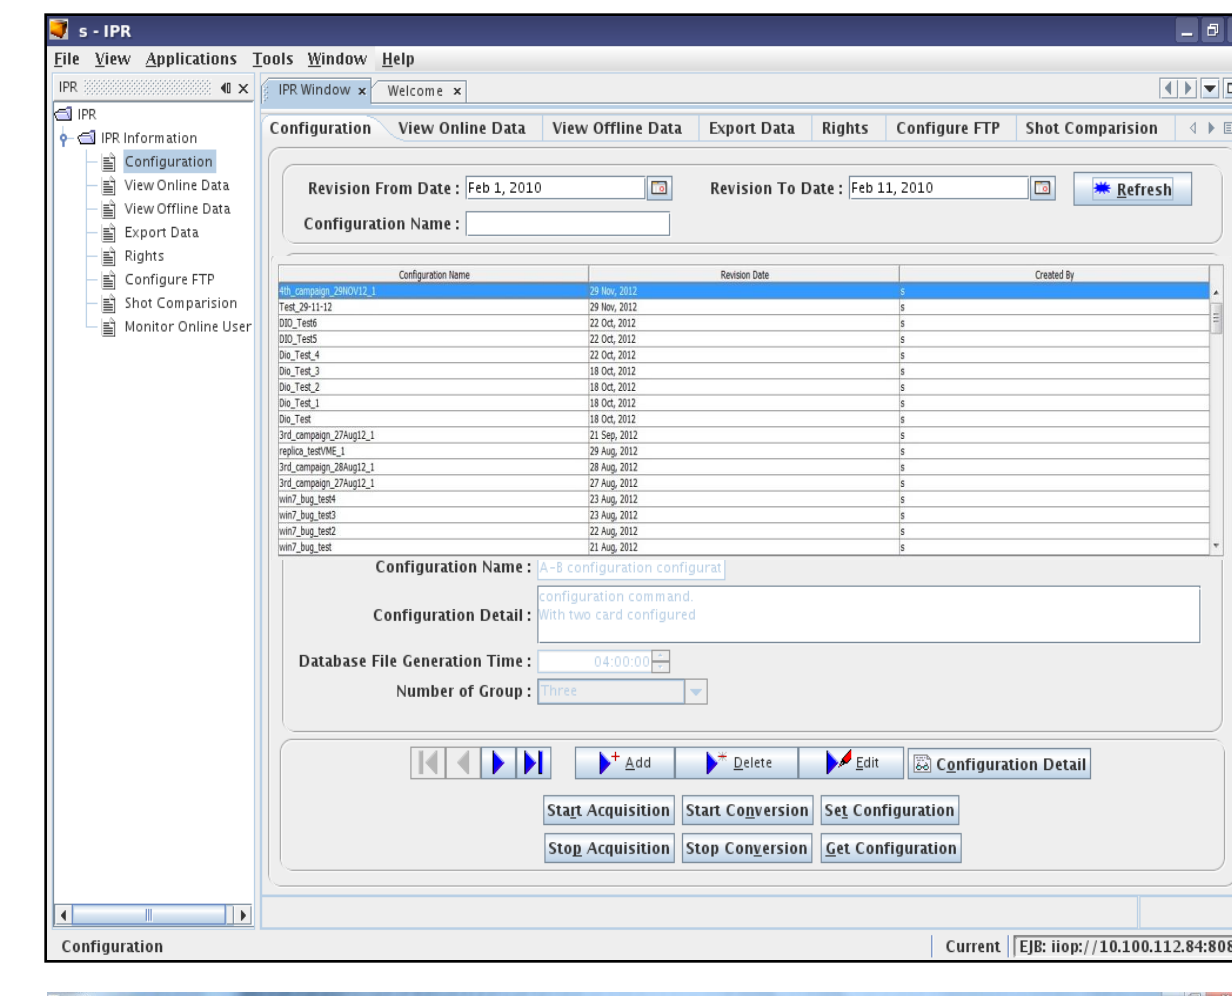 s - IPR
File View Applications Tools Window Help
IPR
IPR Window x Welcome x
IPR
IPR Information
Configuration
View Online Data
View Offline Data
Export Data
Rights
Configure FTP
Shot Comparision
Monitor Online User
Configuration View Online Data View Offline Data Export Data Rights Configure FTP Shot Comparision
Revision From Date : Feb 1, 2010 Revision To Date : Feb 11, 2010 Refresh
Configuration Name :
Configuration Name Revision Date Created By
4th_campaign_29NOV12_1 29 Nov, 2012 s
Test_29-11-12 29 Nov, 2012 s
DIO_Test6 22 Oct, 2012 s
DIO_Test5 22 Oct, 2012 s
Dio_Test_4 22 Oct, 2012 s
Dio_Test_3 18 Oct, 2012 s
Dio_Test_2 18 Oct, 2012 s
Dio_Test_1 18 Oct, 2012 s
Dio_Test 18 Oct, 2012 s
3rd_campaign_27Aug12_1 21 Sep, 2012 s
replica_testVME_1 29 Aug, 2012 s
3rd_campaign_28Aug12_1 28 Aug, 2012 s
3rd_campaign_27Aug12_1 27 Aug, 2012 s
win7_bug_test4 23 Aug, 2012 s
win7_bug_test3 23 Aug, 2012 s
win7_bug_test2 22 Aug, 2012 s
win7_bug_test 21 Aug, 2012 s
Configuration Name : A-B configuration configurat
Configuration Detail : configuration command.
With two card configured
Database File Generation Time : 04:00:00
Number of Group : Three
Add Delete Edit Configuration Detail
Start Acquisition Start Conversion Set Configuration
Stop Acquisition Stop Conversion Get Configuration
Configuration Current EJB: iiop://10.100.112.84:808